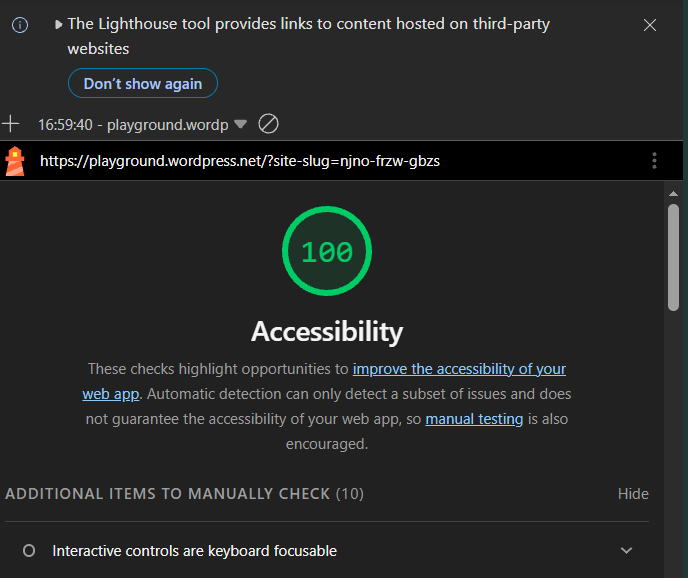 The Lighthouse tool provides links to content hosted on third-party
websites
Don't show again
16:59:40 - playground.wordp
https://playground.wordpress.net/?site-slug=njno-frzw-gbzs
100
Accessibility
These checks highlight opportunities to improve the accessibility of your
web app. Automatic detection can only detect a subset of issues and does
not guarantee the accessibility of your web app, so manual testing is also
encouraged.
ADDITIONAL ITEMS TO MANUALLY CHECK (10)
Hide
Interactive controls are keyboard focusable